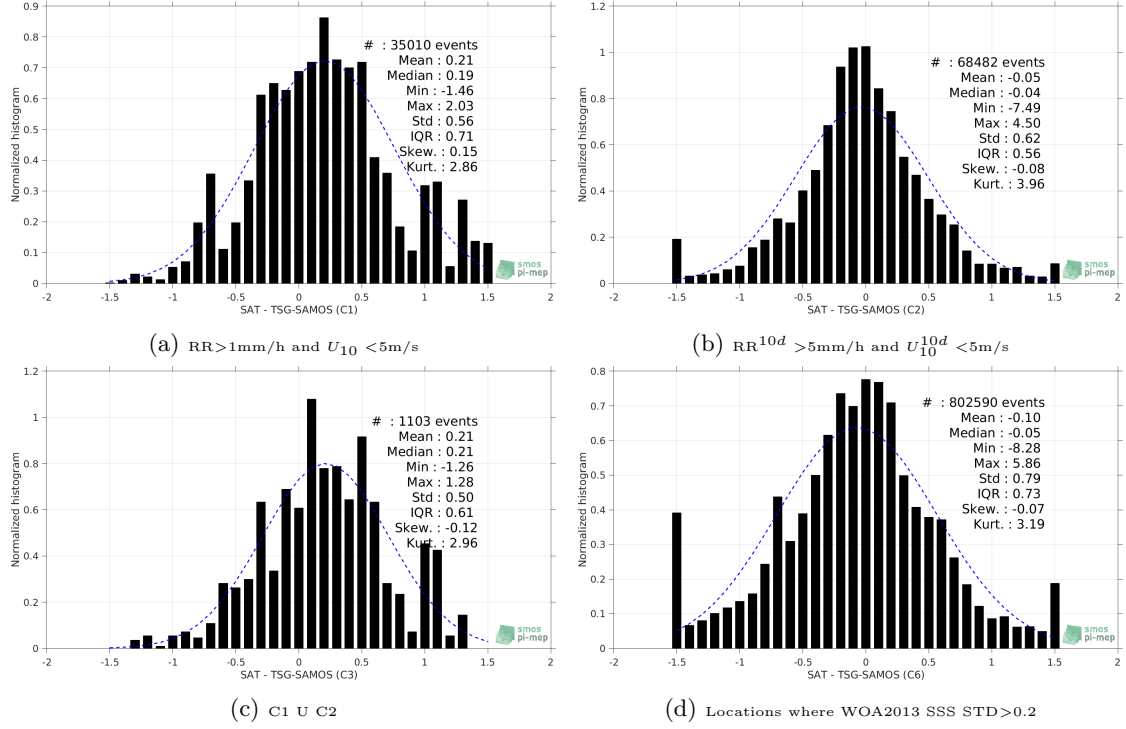 0.9
0.8
0.7
0.6
0.5
0.4
0.3
0.2
0.1
0
Normalized histogram
# : 35010 events
Mean : 0.21
Median : 0.19
Min : -1.46
Max : 2.03
Std : 0.56
IQR : 0.71
Skew. : 0.15
Kurt. : 2.86
smos
pi-mep
-2 -1.5 -1 -0.5 0 0.5 1 1.5 2
SAT - TSG-SAMOS (C1)
(a) RR>1mm/h and U10 <5m/s
1.2
1
0.8
0.6
0.4
0.2
0
Normalized histogram
# : 68482 events
Mean : -0.05
Median : -0.04
Min : -7.49
Max : 4.50
Std : 0.62
IQR : 0.56
Skew. : -0.08
Kurt. : 3.96
smos
pi-mep
-2 -1.5 -1 -0.5 0 0.5 1 1.5 2
SAT - TSG-SAMOS (C2)
(b) RR^10d >5mm/h and U10^10d <5m/s
1.2
1
0.8
0.6
0.4
0.2
0
Normalized histogram
# : 1103 events
Mean : 0.21
Median : 0.21
Min : -1.26
Max : 1.28
Std : 0.50
IQR : 0.61
Skew. : -0.12
Kurt. : 2.96
smos
pi-mep
-2 -1.5 -1 -0.5 0 0.5 1 1.5 2
SAT - TSG-SAMOS (C3)
(c) C1 U C2
0.8
0.7
0.6
0.5
0.4
0.3
0.2
0.1
0
Normalized histogram
# : 802590 events
Mean : -0.10
Median : -0.05
Min : -8.28
Max : 5.86
Std : 0.79
IQR : 0.73
Skew. : -0.07
Kurt. : 3.19
smos
pi-mep
-2 -1.5 -1 -0.5 0 0.5 1 1.5 2
SAT - TSG-SAMOS (C6)
(d) Locations where WOA2013 SSS STD>0.2